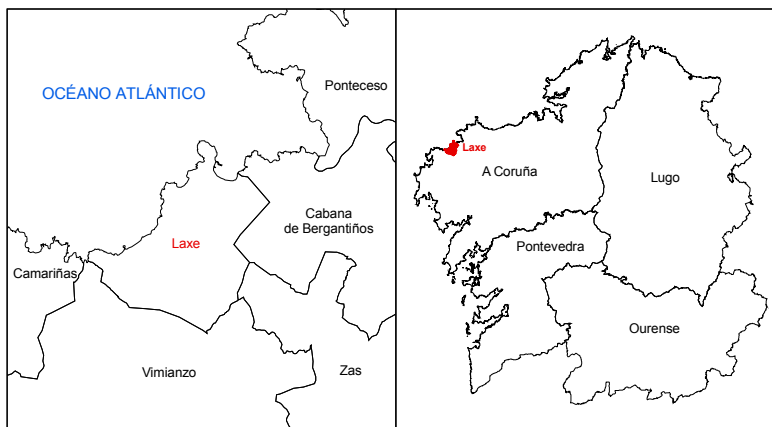 OCÉANO ATLÁNTICO
Ponteceso
Cabana
de Bergantiños
Laxe
Camariñas
Vimianzo
Zas
Laxe
A Coruña
Lugo
Pontevedra
Ourense